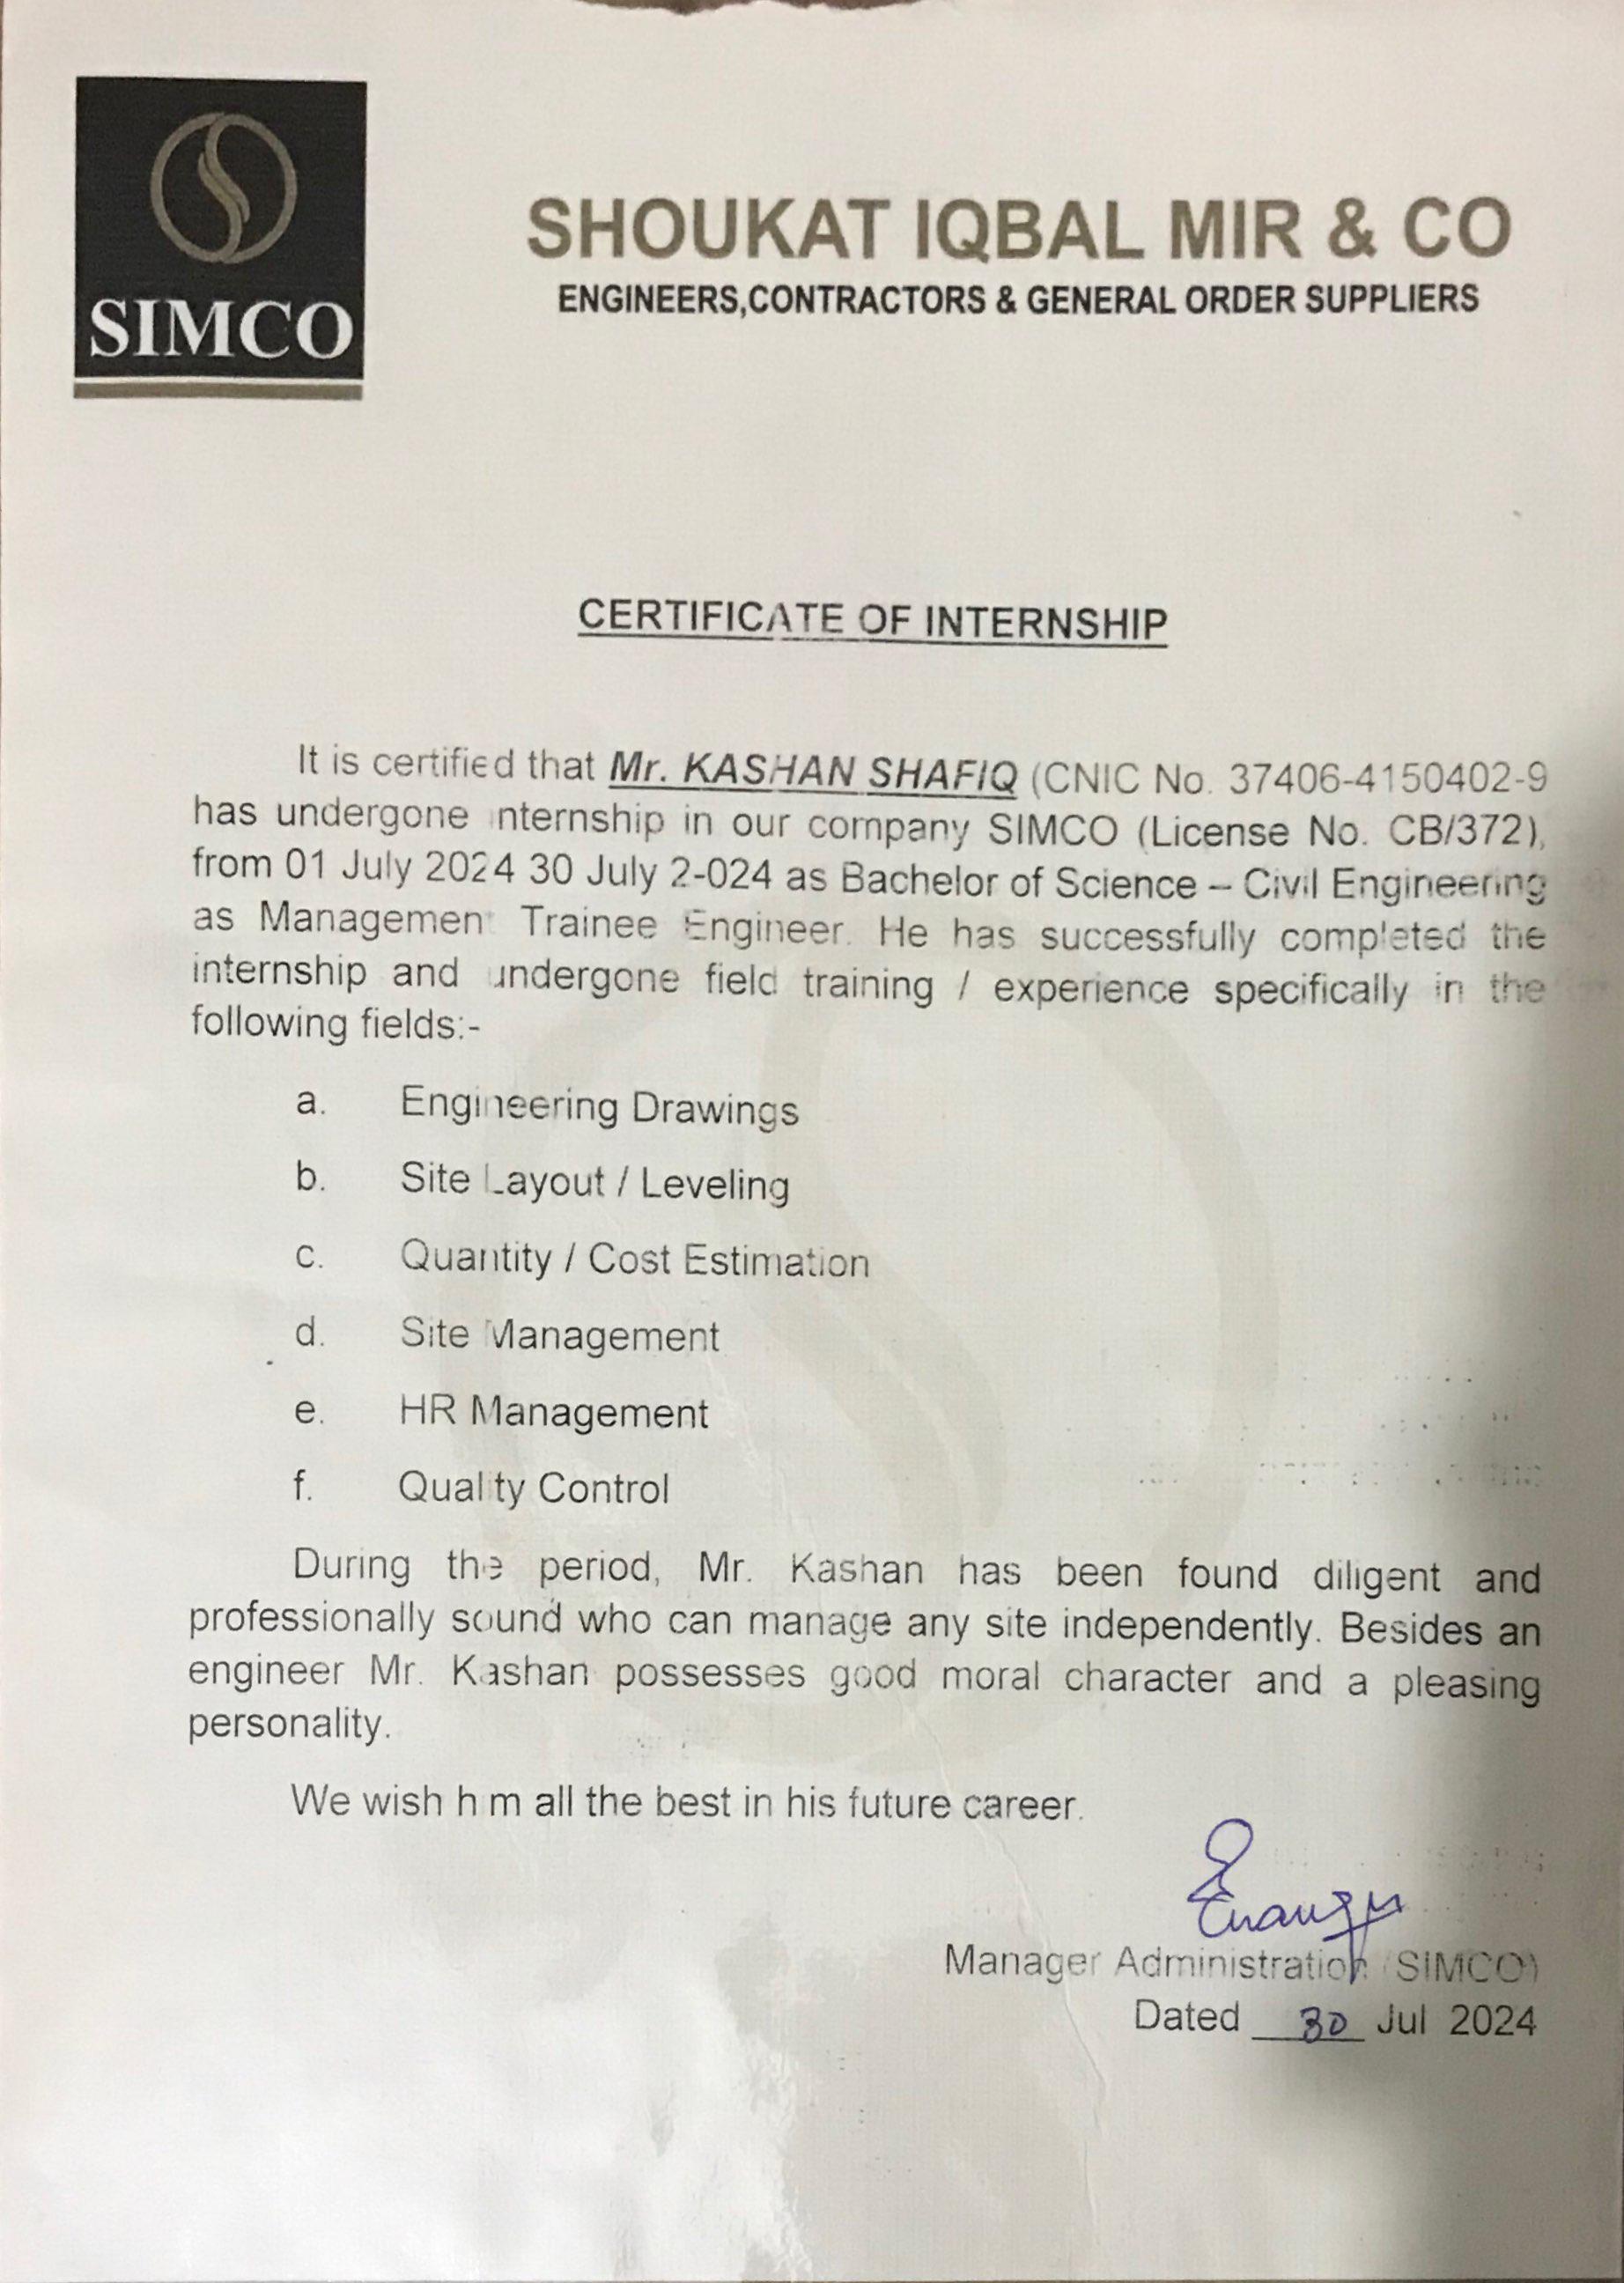 SIMCO
SHOUKAT IQBAL MIR & CO
ENGINEERS,CONTRACTORS & GENERAL ORDER SUPPLIERS
CERTIFICATE OF INTERNSHIP
It is certified that Mr. KASHAN SHAFIQ (CNIC No. 37406-4150402-9
has undergone internship in our company SIMCO (License No. CB/372),
from 01 July 2024 30 July 2-024 as Bachelor of Science – Civil Engineering
as Management Trainee Engineer. He has successfully completed the
internship and undergone field training / experience specifically in the
following fields:-
a. Engineering Drawings
b. Site Layout / Leveling
c. Quantity / Cost Estimation
d. Site Management
e. HR Management
f. Quality Control
During the period, Mr. Kashan has been found diligent and
professionally sound who can manage any site independently. Besides an
engineer Mr. Kashan possesses good moral character and a pleasing
personality.
We wish him all the best in his future career.
Manager Administration (SIMCO)
Dated 30 Jul 2024